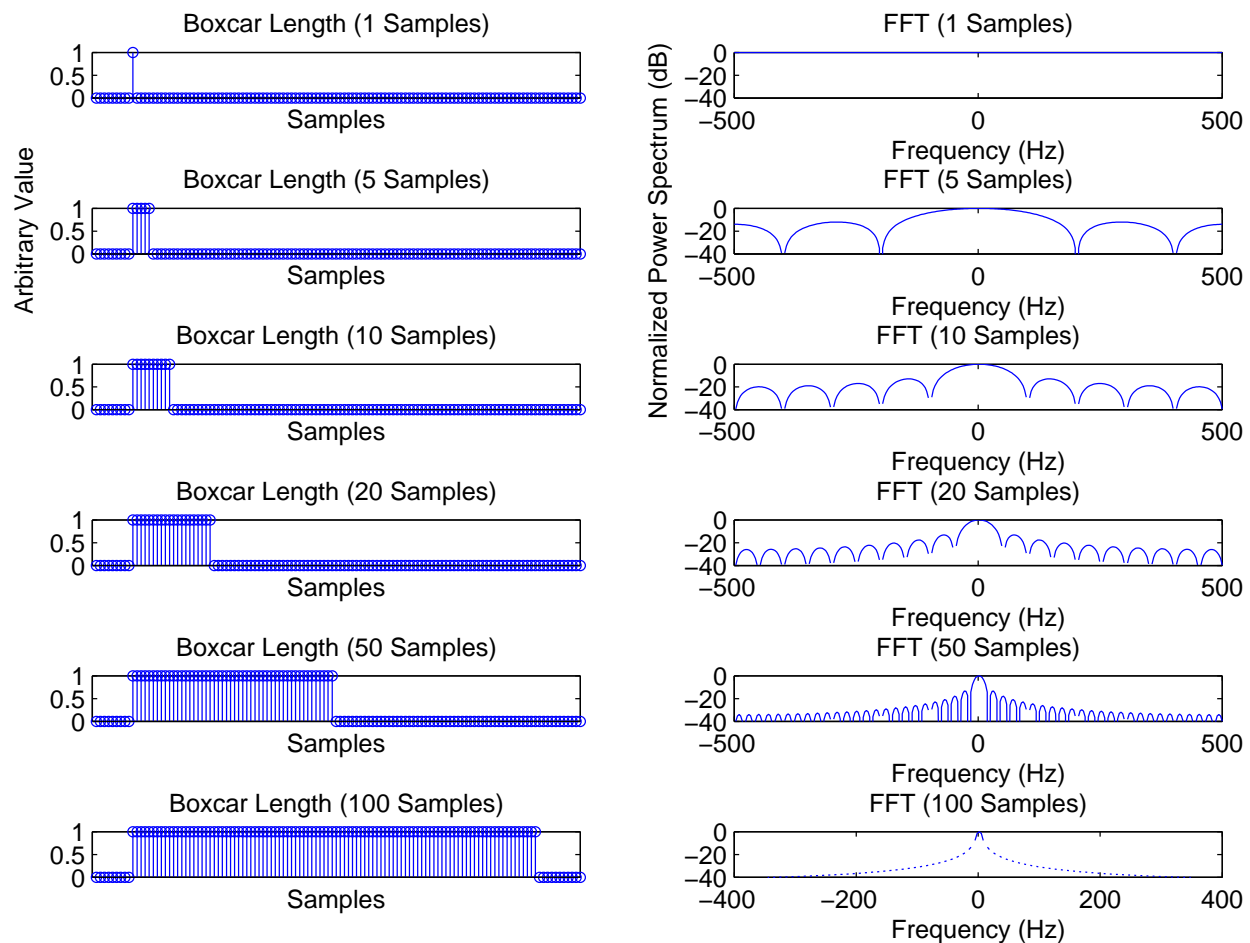 Boxcar Length (1 Samples)
1
0.5
0
Samples
Arbitrary Value
Boxcar Length (5 Samples)
1
0.5
0
Samples
Boxcar Length (10 Samples)
1
0.5
0
Samples
Boxcar Length (20 Samples)
1
0.5
0
Samples
Boxcar Length (50 Samples)
1
0.5
0
Samples
Boxcar Length (100 Samples)
1
0.5
0
Samples
FFT (1 Samples)
0
−20
−40
−500 0 500
Frequency (Hz)
Normalized Power Spectrum (dB)
FFT (5 Samples)
0
−20
−40
−500 0 500
Frequency (Hz)
FFT (10 Samples)
0
−20
−40
−500 0 500
Frequency (Hz)
FFT (20 Samples)
0
−20
−40
−500 0 500
Frequency (Hz)
FFT (50 Samples)
0
−20
−40
−500 0 500
Frequency (Hz)
FFT (100 Samples)
0
−20
−40
−400 −200 0 200 400
Frequency (Hz)